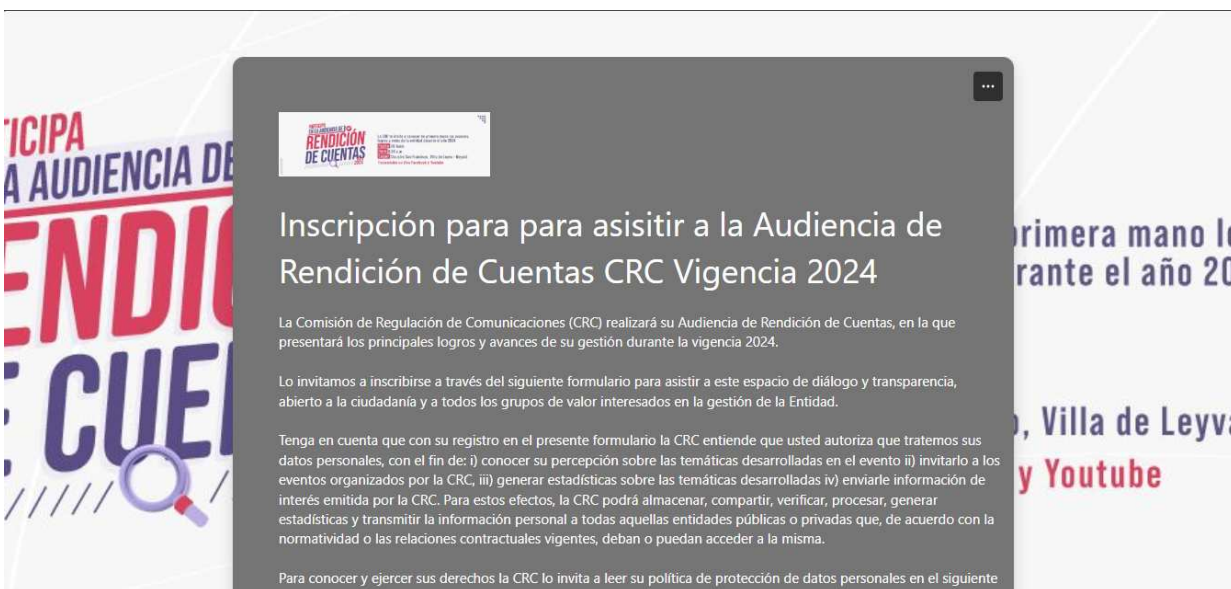 TICIPA
A AUDIENCIA DE
ENDI
E CUE
...
RENDICIÓN
DE CUENTAS
Inscripción para para asisitir a la Audiencia de
Rendición de Cuentas CRC Vigencia 2024
La Comisión de Regulación de Comunicaciones (CRC) realizará su Audiencia de Rendición de Cuentas, en la que
presentará los principales logros y avances de su gestión durante la vigencia 2024.
Lo invitamos a inscribirse a través del siguiente formulario para asistir a este espacio de diálogo y transparencia,
abierto a la ciudadanía y a todos los grupos de valor interesados en la gestión de la Entidad.
Tenga en cuenta que con su registro en el presente formulario la CRC entiende que usted autoriza que tratemos sus
datos personales, con el fin de: i) conocer su percepción sobre las temáticas desarrolladas en el evento ii) invitarlo a los
eventos organizados por la CRC, iii) generar estadísticas sobre las temáticas desarrolladas iv) enviarle información de
interés emitida por la CRC. Para estos efectos, la CRC podrá almacenar, compartir, verificar, procesar, generar
estadísticas y transmitir la información personal a todas aquellas entidades públicas o privadas que, de acuerdo con la
normatividad o las relaciones contractuales vigentes, deban o puedan acceder a la misma.
Para conocer y ejercer sus derechos la CRC lo invita a leer su política de protección de datos personales en el siguiente
primera mano l
rante el año 20
, Villa de Leyva
y Youtube